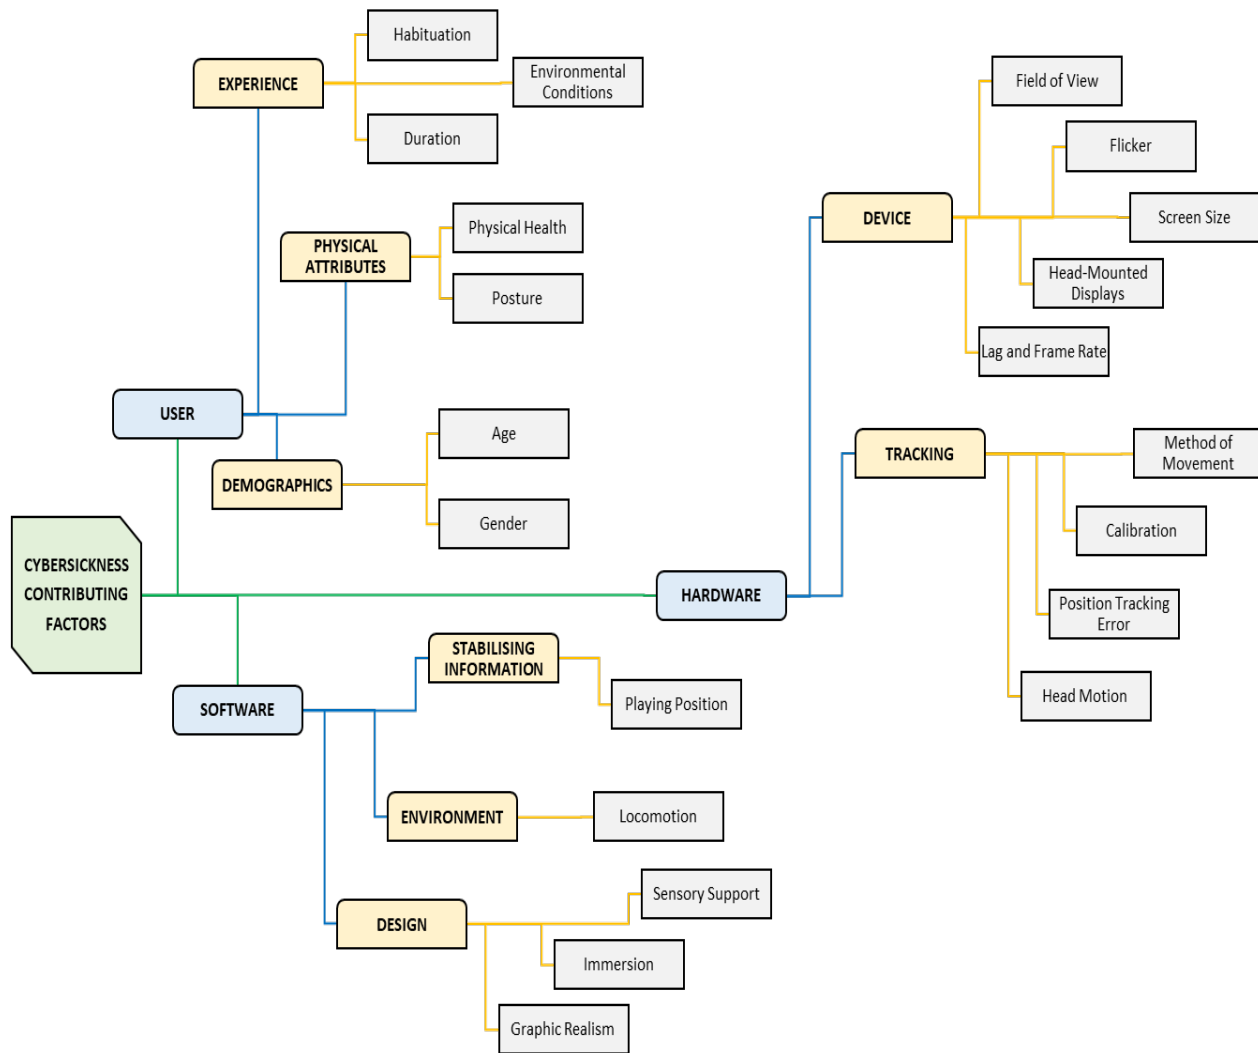 Habituation
EXPERIENCE
Environmental
Conditions
Duration
Field of View
Flicker
DEVICE
Screen Size
Head-Mounted
Displays
Lag and Frame Rate
PHYSICAL
ATTRIBUTES
Physical Health
Posture
USER
Age
DEMOGRAPHICS
Gender
TRACKING
Method of
Movement
Calibration
Position Tracking
Error
Head Motion
CYBERSICKNESS
CONTRIBUTING
FACTORS
HARDWARE
STABILISING
INFORMATION
Playing Position
SOFTWARE
ENVIRONMENT
Locomotion
Sensory Support
DESIGN
Immersion
Graphic Realism